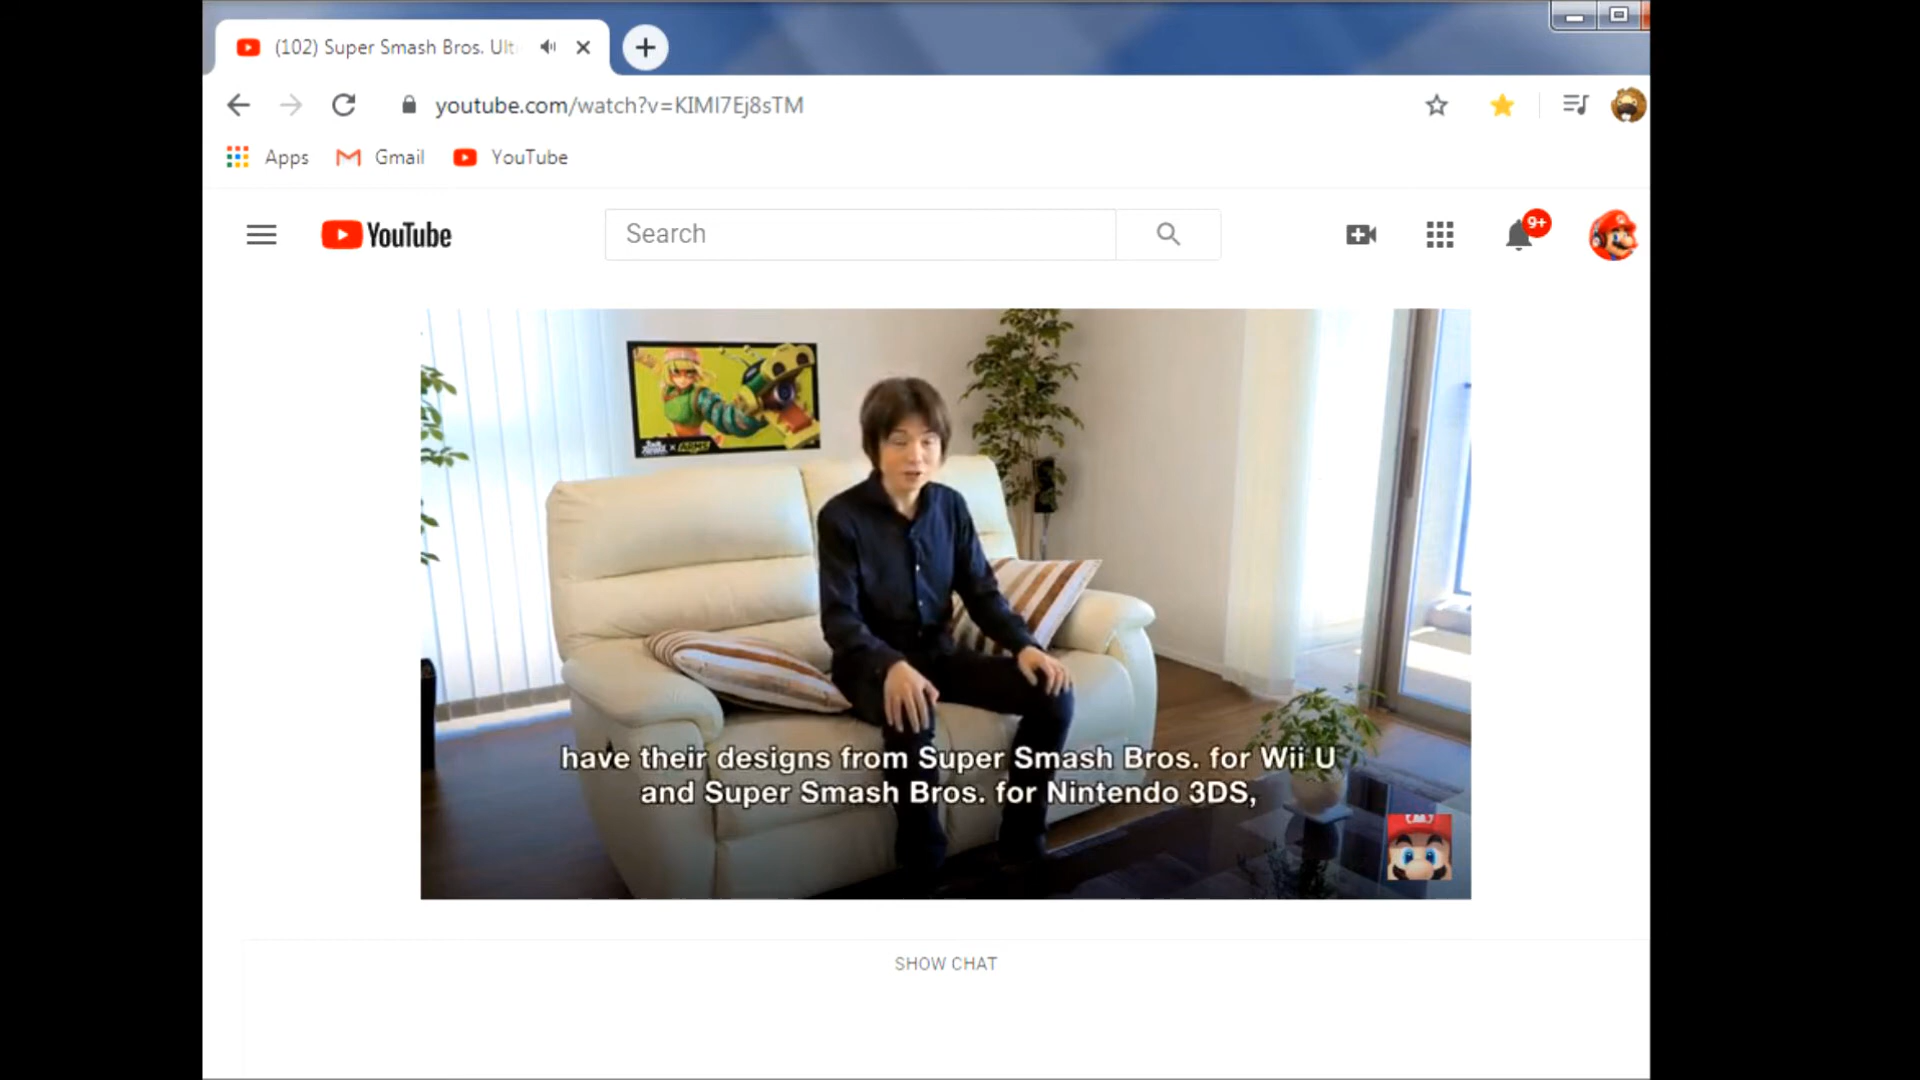 (102) Super Smash Bros. Ult
youtube.com/watch?v=KIMI7Ej8sTM
Apps
Gmail
YouTube
YouTube
Search
9+
ARMS
have their designs from Super Smash Bros. for Wii U
and Super Smash Bros. for Nintendo 3DS,
SHOW CHAT